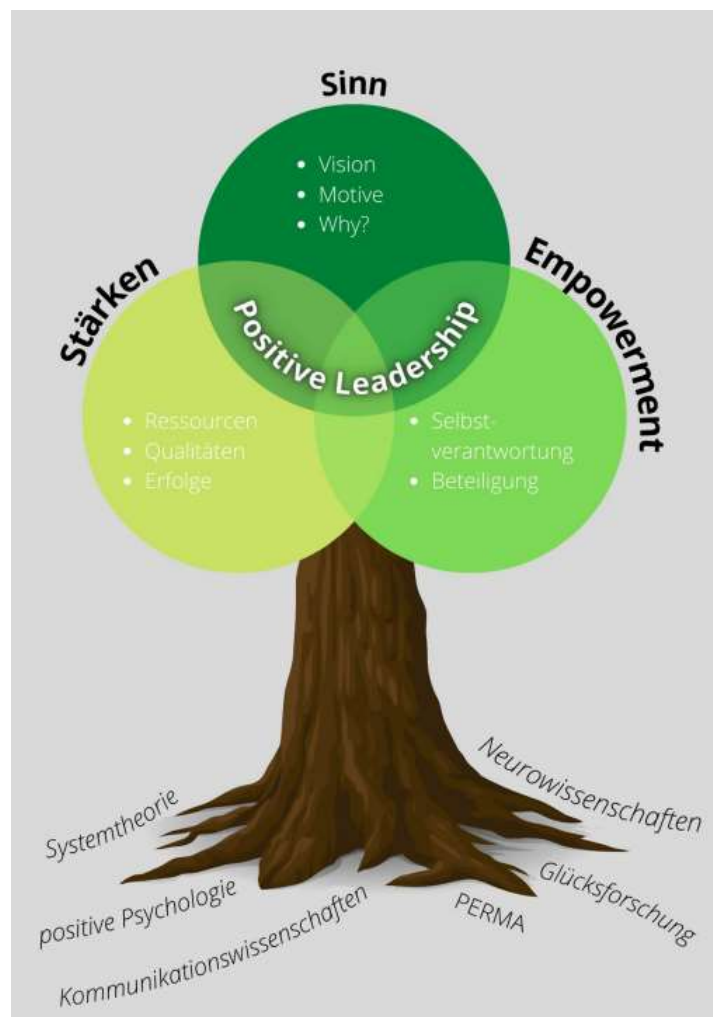 Sinn
• Vision
• Motive
• Why?
Stärken
Empowerment
Positive Leadership
• Ressourcen
• Qualitäten
• Erfolge
• Selbst-
verantwortung
• Beteiligung
Systemtheorie
positive Psychologie
Kommunikationswissenschaften
PERMA
Glücksforschung
Neurowissenschaften